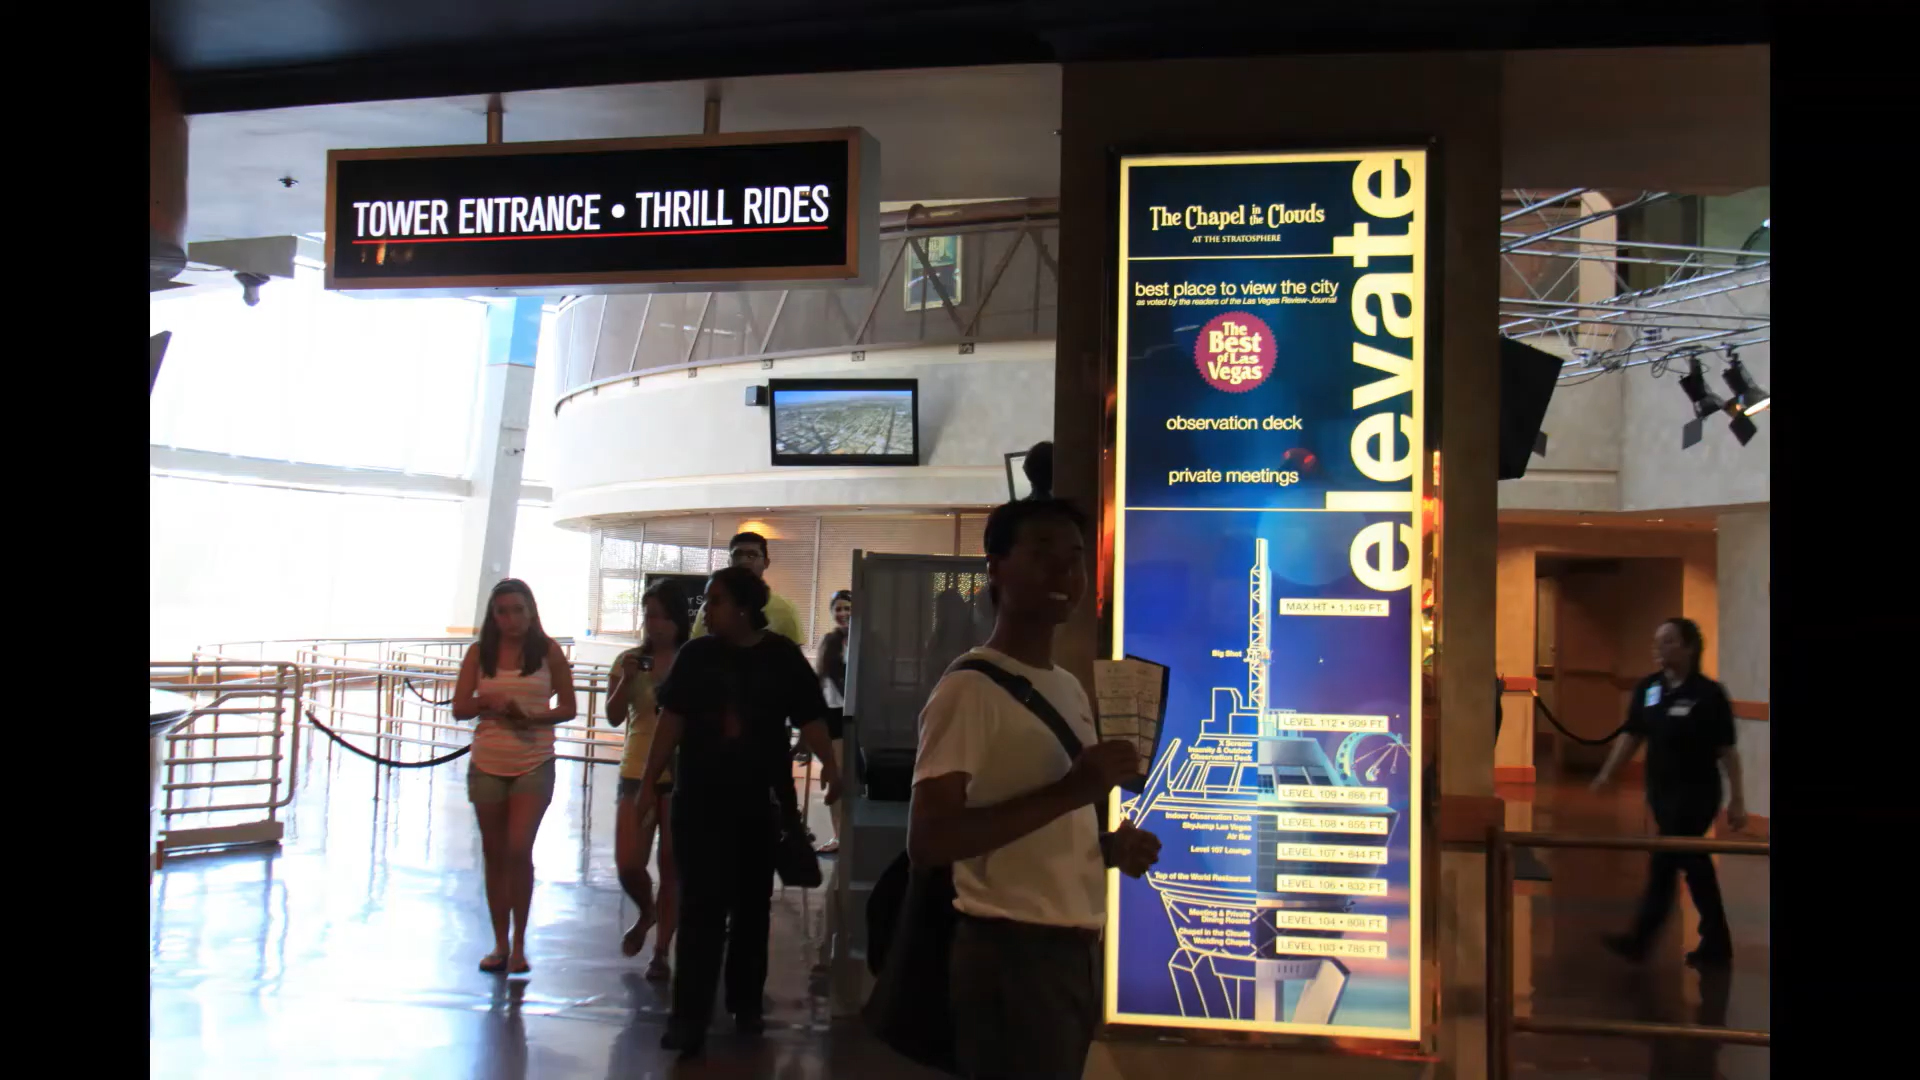 TOWER ENTRANCE • THRILL RIDES
The Chapel in the Clouds
AT THE STRATOSPHERE
elevate
best place to view the city
as voted by the readers of the Las Vegas Review-Journal
The
Best
of Las
Vegas
observation deck
private meetings
MAX HT • 1,149 FT.
Big Shot
LEVEL 112 • 909 FT.
X Scream
Insanity & Outdoor
Observation Deck
LEVEL 109 • 866 FT.
Indoor Observation Deck
LEVEL 108 • 855 FT.
SkyJump Las Vegas
Air Bar
Level 107 Lounge
LEVEL 107 • 844 FT.
Top of the World Restaurant
LEVEL 106 • 832 FT.
Meeting & Private
Dining Rooms
LEVEL 104 • 808 FT.
Chapel in the Clouds
Wedding Chapel
LEVEL 103 • 785 FT.